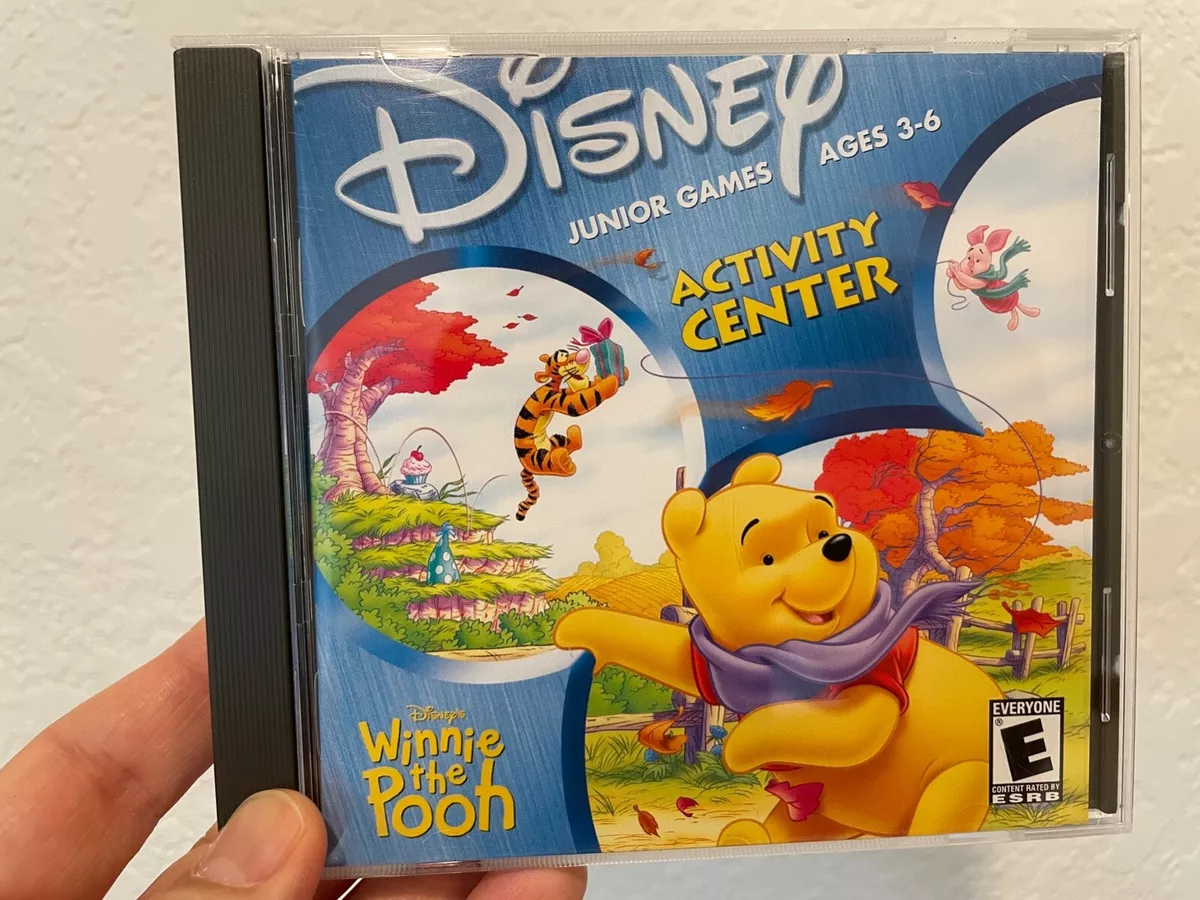 DISNEY
JUNIOR GAMES AGES 3-6
ACTIVITY
CENTER
DISNEY'S
Winnie
the
Pooh
EVERYONE
E
®
CONTENT RATED BY
ESRB